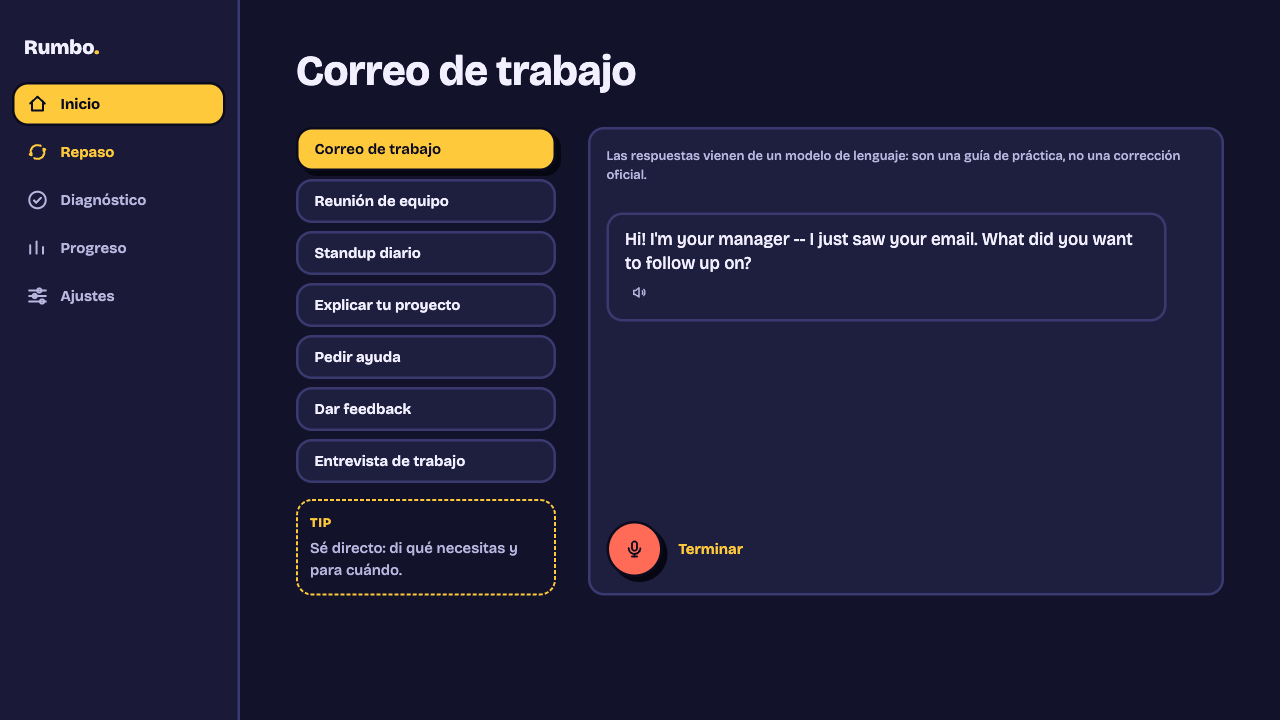 Rumbo.
Inicio
Repaso
Diagnóstico
Progreso
Ajustes
Correo de trabajo
Correo de trabajo
Reunión de equipo
Standup diario
Explicar tu proyecto
Pedir ayuda
Dar feedback
Entrevista de trabajo
TIP
Sé directo: di qué necesitas y
para cuándo.
Las respuestas vienen de un modelo de lenguaje: son una guía de práctica, no una corrección
oficial.
Hi! I'm your manager -- I just saw your email. What did you want
to follow up on?
Terminar